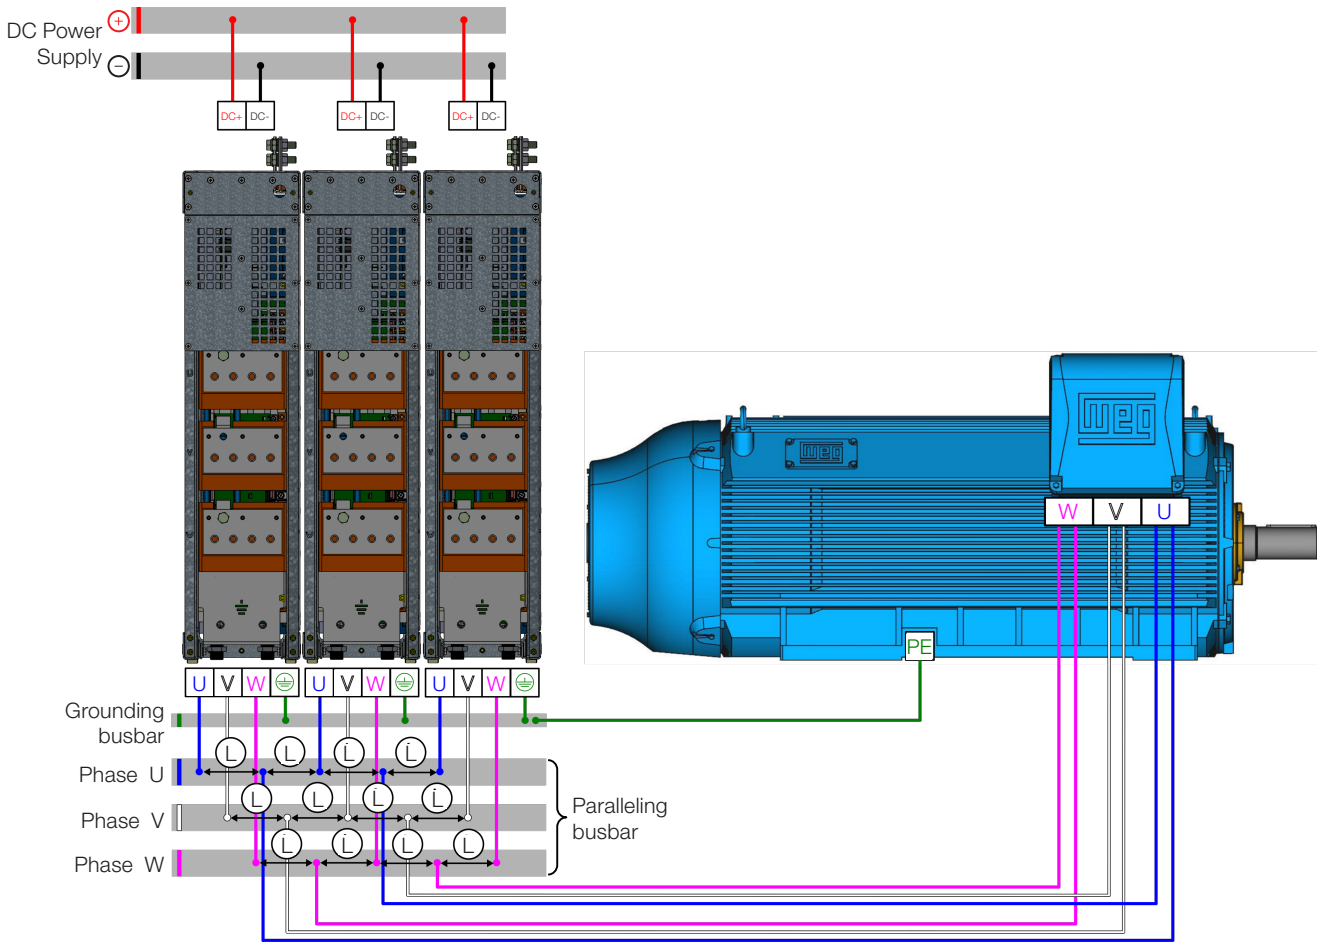 DC Power
Supply
+
−
DC+ DC- DC+ DC- DC+ DC-
WEG
WEG
W V U
PE
U V W U V W U V W
Grounding
busbar
L L L L
Phase U
L L L L
Phase V
L L L L
Phase W
Paralleling
busbar